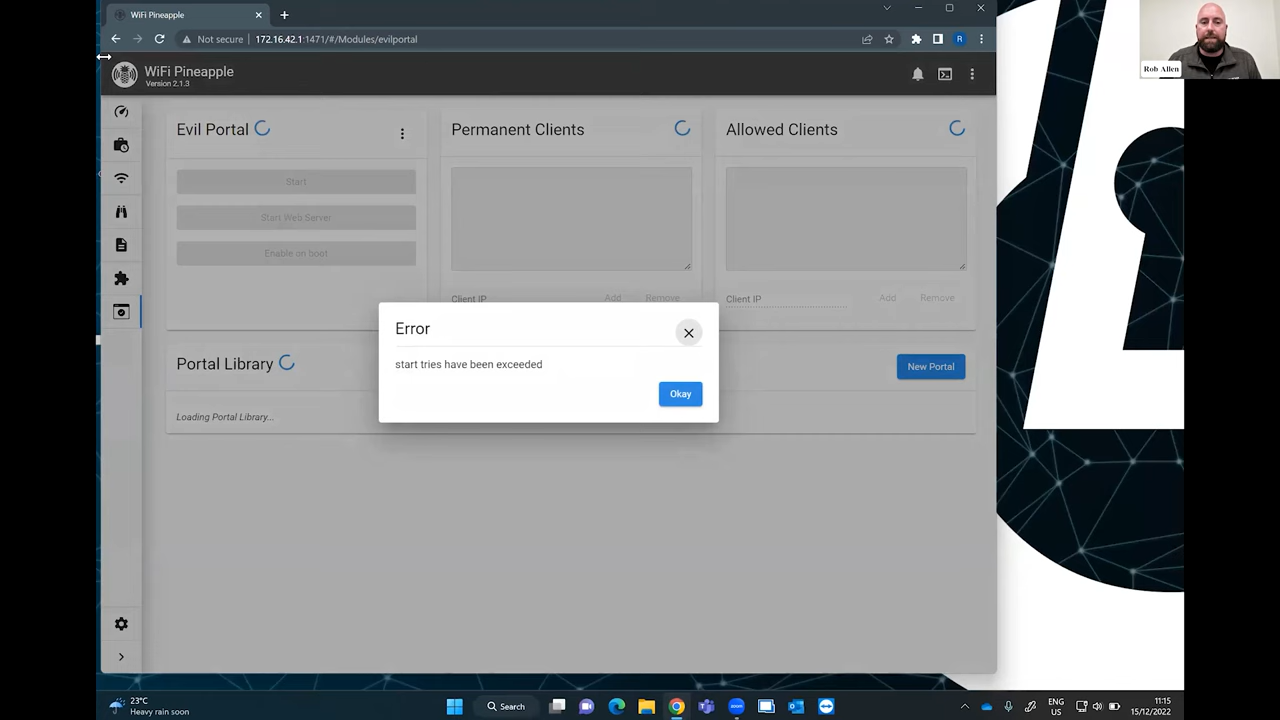 WiFi Pineapple
Not secure
172.16.42.1:1471/#/Modules/evilportal
R
WiFi Pineapple
Version 2.1.3
Rob Allen
Evil Portal
Permanent Clients
Allowed Clients
Start
Start Web Server
Enable on boot
Client IP
Add
Remove
Client IP
Add
Remove
Error
start tries have been exceeded
Okay
Portal Library
New Portal
Loading Portal Library...
23°C
Heavy rain soon
Search
ENG
US
11:15
15/12/2022